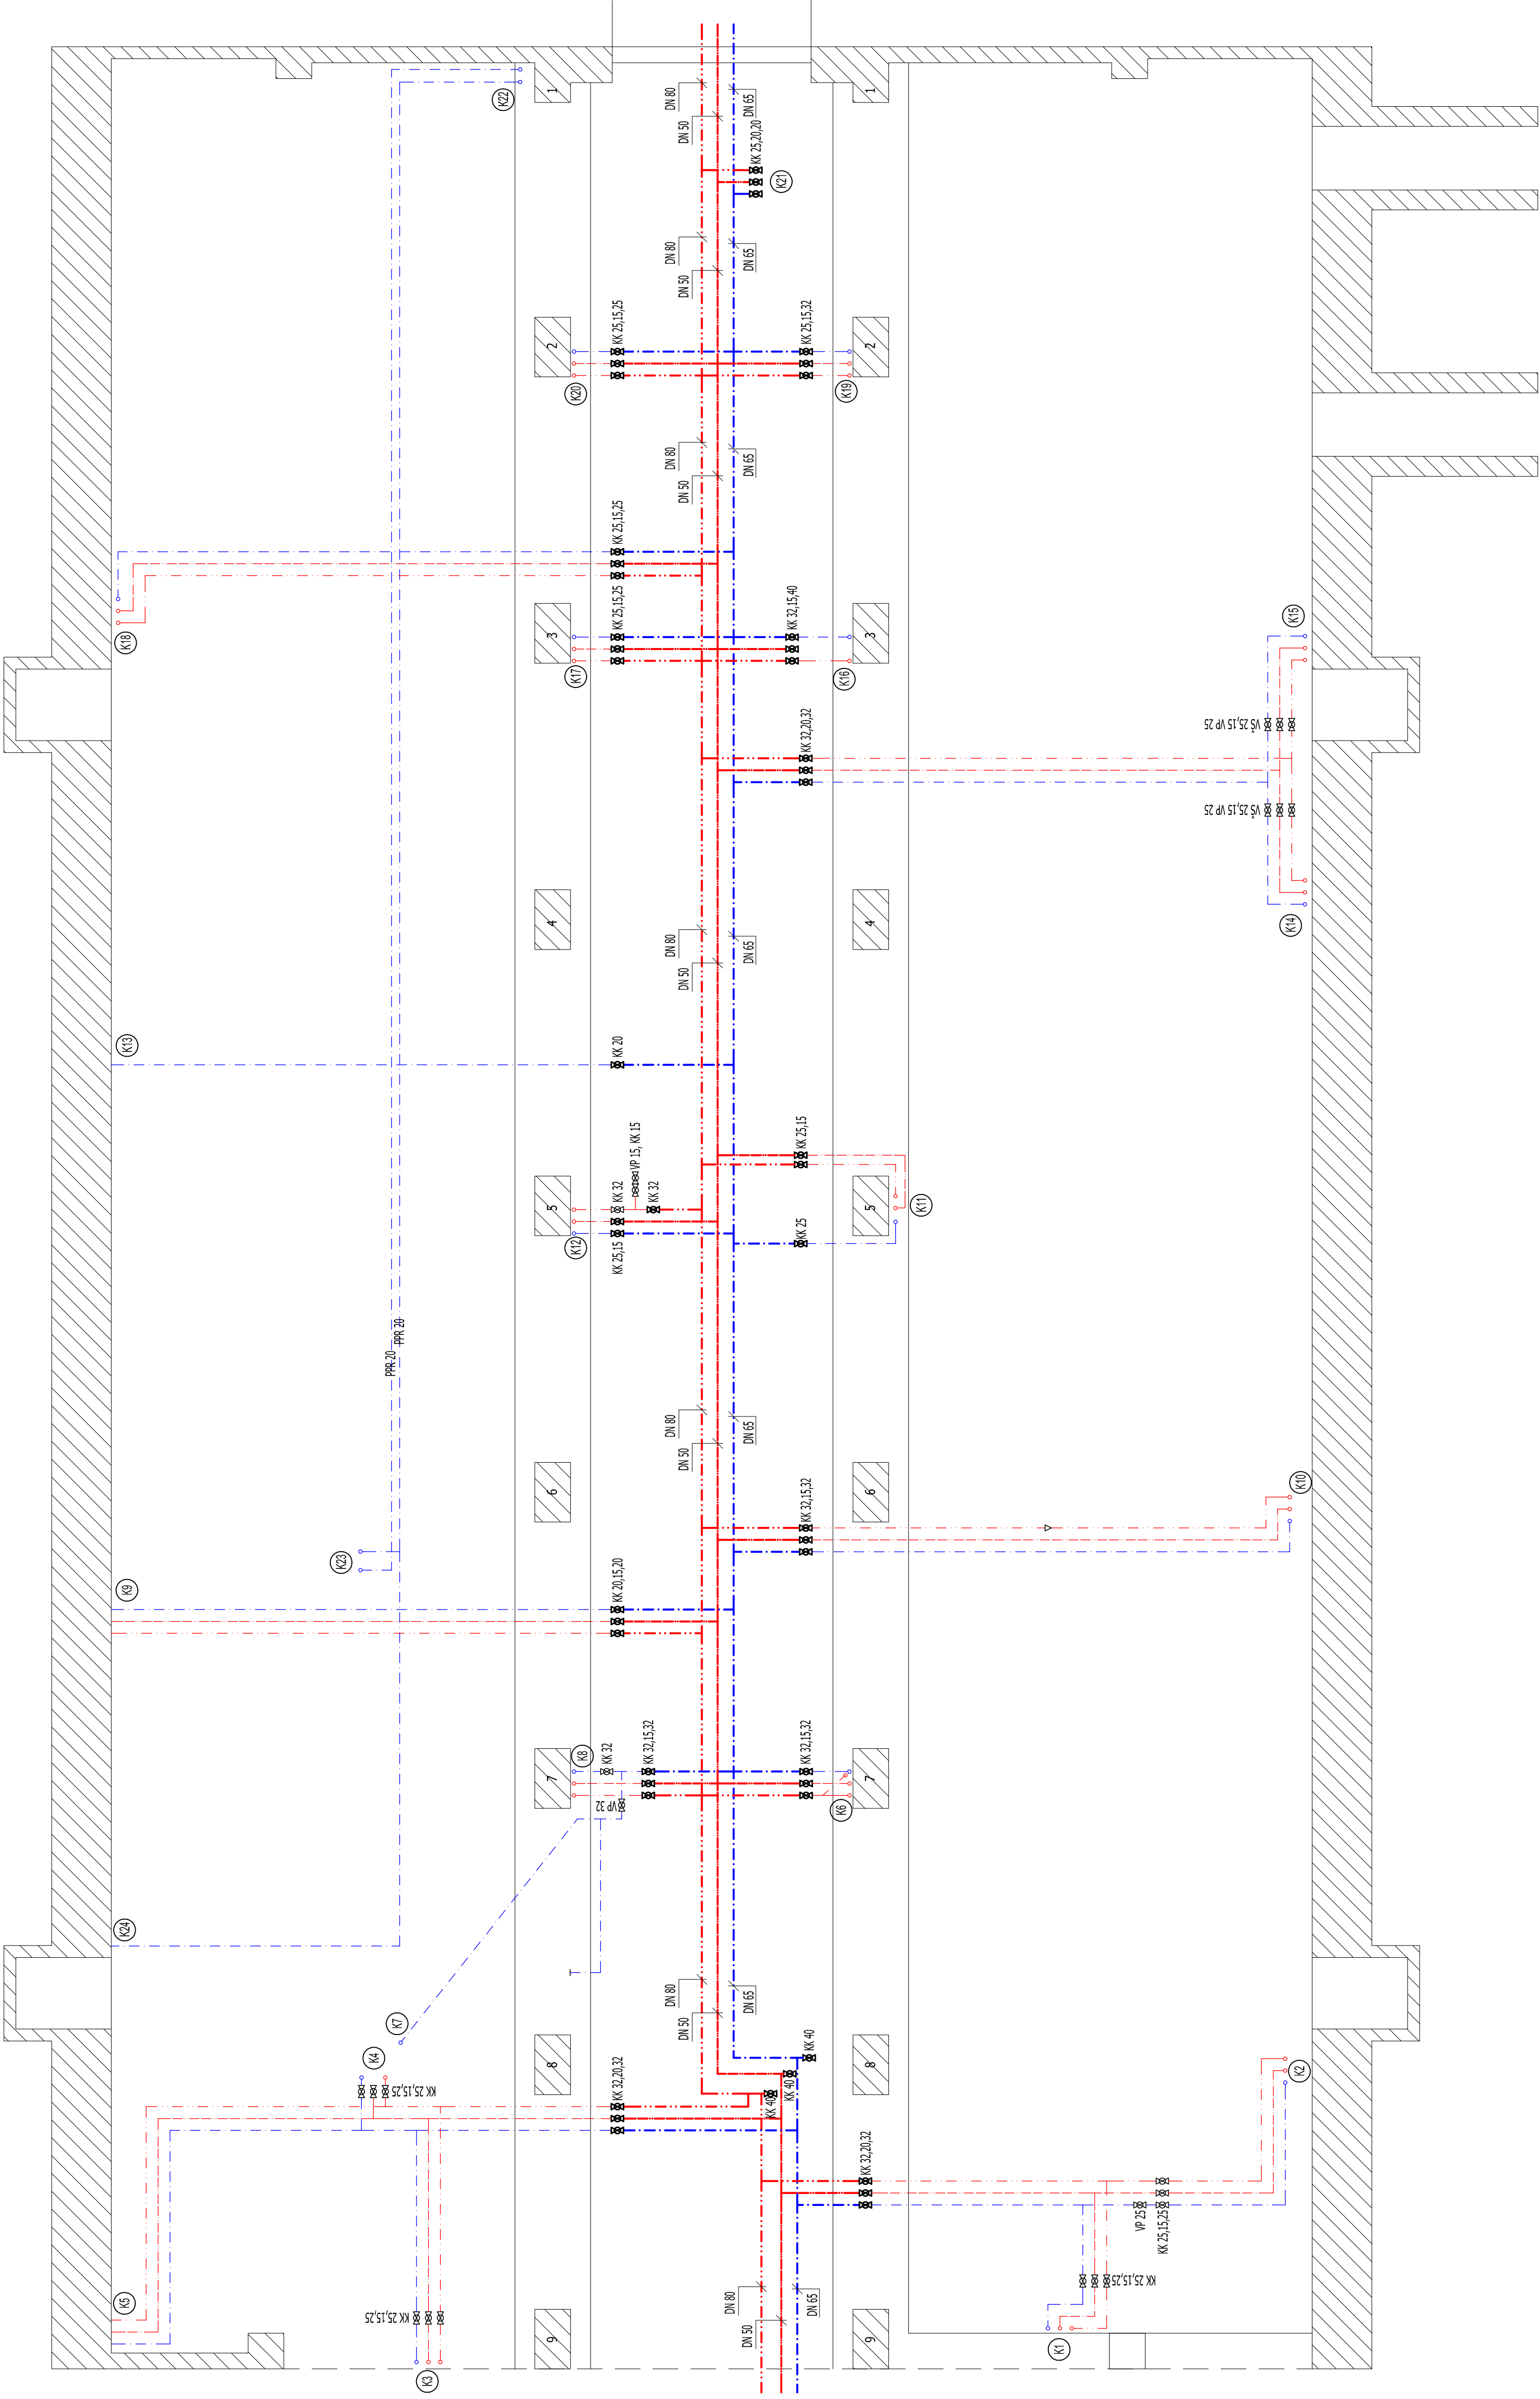 1
K22
DN 80
DN 50
DN 65
1
KK 25,20,20
K21
DN 80
DN 50
DN 65
2
KK 25,15,25
K20
KK 25,15,32
K19
2
DN 80
DN 50
DN 65
KK 25,15,25
K18
3
KK 25,15,25
K17
KK 32,15,40
K16
3
K15
VŠ 25,15 VP 25
KK 32,20,32
VŠ 25,15 VP 25
K14
4
DN 80
DN 50
DN 65
4
K13
KK 20
VP 15, KK 15
KK 25,15
5
KK 32
KK 32
K12
KK 25,15
5
K11
KK 25
PPR 20
PPR 20
DN 80
DN 50
DN 65
6
6
K10
KK 32,15,32
K23
K9
KK 20,15,20
7
K8
KK 32
KK 32,15,32
VP 32
KK 32,15,32
K6
7
K24
DN 80
DN 50
DN 65
K7
K4
KK 25,15,25
8
KK 32,20,32
KK 40
KK 40
KK 40
8
K2
KK 32,20,32
VP 25
KK 25,15,25
KK 25,15,25
K5
KK 25,15,25
K3
9
DN 80
DN 50
DN 65
9
K1